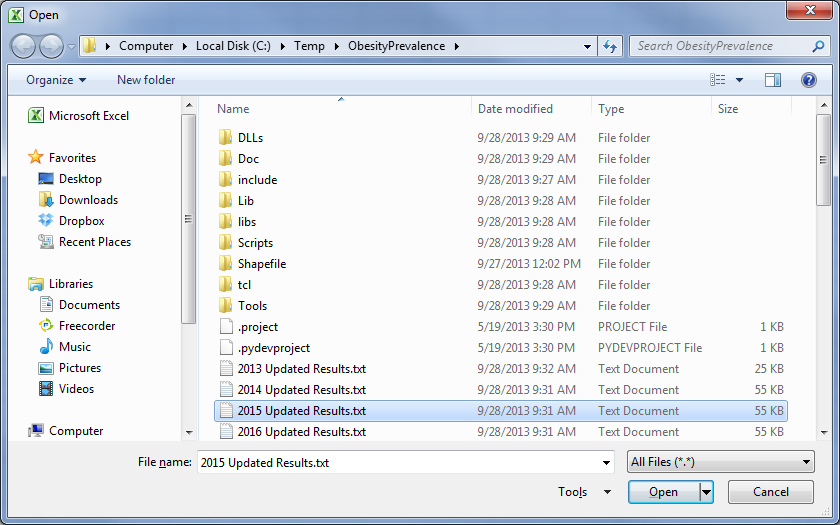 Open
Computer Local Disk (C:) Temp ObesityPrevalence Search ObesityPrevalence
Organize New folder
Name Date modified Type Size
Microsoft Excel
Favorites
Desktop
Downloads
Dropbox
Recent Places
Libraries
Documents
Freecorder
Music
Pictures
Videos
Computer
DLLs 9/28/2013 9:29 AM File folder
Doc 9/28/2013 9:29 AM File folder
include 9/28/2013 9:27 AM File folder
Lib 9/28/2013 9:28 AM File folder
libs 9/28/2013 9:28 AM File folder
Scripts 9/28/2013 9:28 AM File folder
Shapefile 9/27/2013 12:02 PM File folder
tcl 9/28/2013 9:28 AM File folder
Tools 9/28/2013 9:29 AM File folder
.project 5/19/2013 3:30 PM PROJECT File 1 KB
.pydevproject 5/19/2013 3:30 PM PYDEVPROJECT File 1 KB
2013 Updated Results.txt 9/28/2013 9:32 AM Text Document 25 KB
2014 Updated Results.txt 9/28/2013 9:31 AM Text Document 55 KB
2015 Updated Results.txt 9/28/2013 9:31 AM Text Document 55 KB
2016 Updated Results.txt 9/28/2013 9:31 AM Text Document 55 KB
File name: 2015 Updated Results.txt All Files (*.*)
Tools Open Cancel